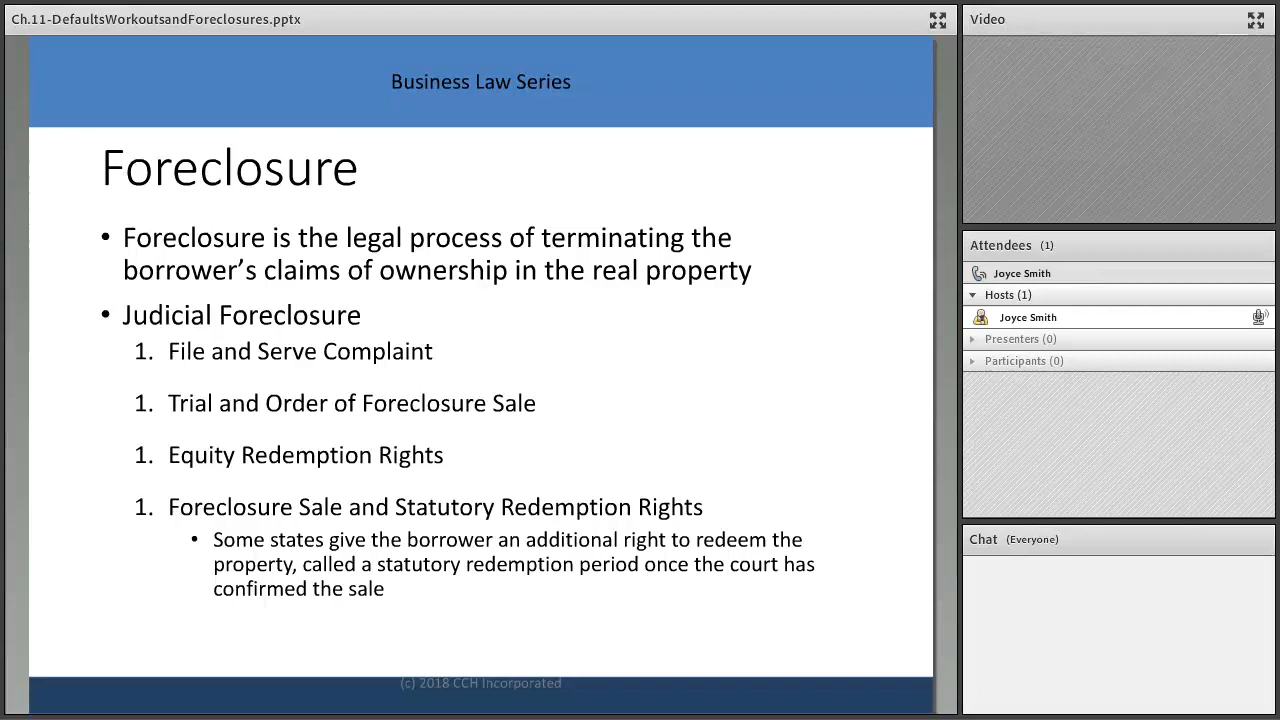 Ch.11-DefaultsWorkoutsandForeclosures.pptx
Business Law Series
Foreclosure
• Foreclosure is the legal process of terminating the
borrower’s claims of ownership in the real property
• Judicial Foreclosure
1. File and Serve Complaint
1. Trial and Order of Foreclosure Sale
1. Equity Redemption Rights
1. Foreclosure Sale and Statutory Redemption Rights
• Some states give the borrower an additional right to redeem the
property, called a statutory redemption period once the court has
confirmed the sale
(c) 2018 CCH Incorporated
Video
Attendees (1)
Joyce Smith
Hosts (1)
Joyce Smith
Presenters (0)
Participants (0)
Chat (Everyone)